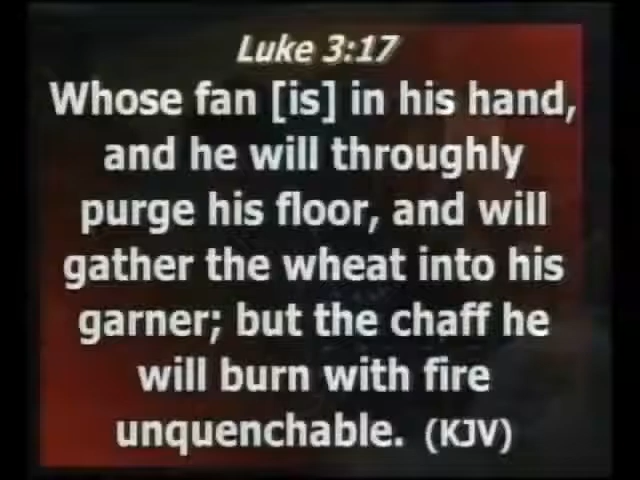 Luke 3:17
Whose fan [is] in his hand,
and he will throughly
purge his floor, and will
gather the wheat into his
garner; but the chaff he
will burn with fire
unquenchable. (KJV)